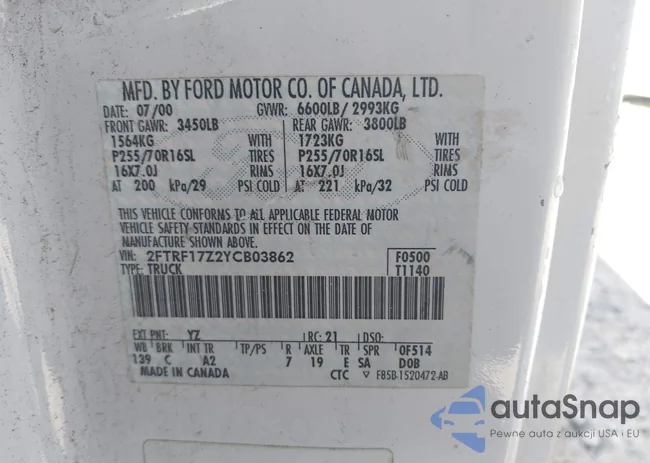 MFD. BY FORD MOTOR CO. OF CANADA, LTD.
DATE: 07/00 GVWR: 6600LB/ 2993KG
FRONT GAWR: 3450LB REAR GAWR: 3800LB
1564KG WITH 1723KG WITH
P255/70R16SL TIRES P255/70R16SL TIRES
16X7.0J RIMS 16X7.0J RIMS
AT 200 kPa/29 PSI COLD AT 221 kPa/32 PSI COLD
THIS VEHICLE CONFORMS TO ALL APPLICABLE FEDERAL MOTOR
VEHICLE SAFETY STANDARDS IN EFFECT ON THE DATE OF
MANUFACTURE SHOWN ABOVE.
VIN: 2FTRF17Z2YCB03862 F0500
TYPE: TRUCK T1140
EXT PNT: YZ RC: 21 DSO:
WB BRK INT TR TP/PS R AXLE TR SPR 0F514
139 C A2 7 19 E SA DOB
MADE IN CANADA CTC F85B-1520472-AB
autoSnap
Pewne auta z aukcji USA i EU